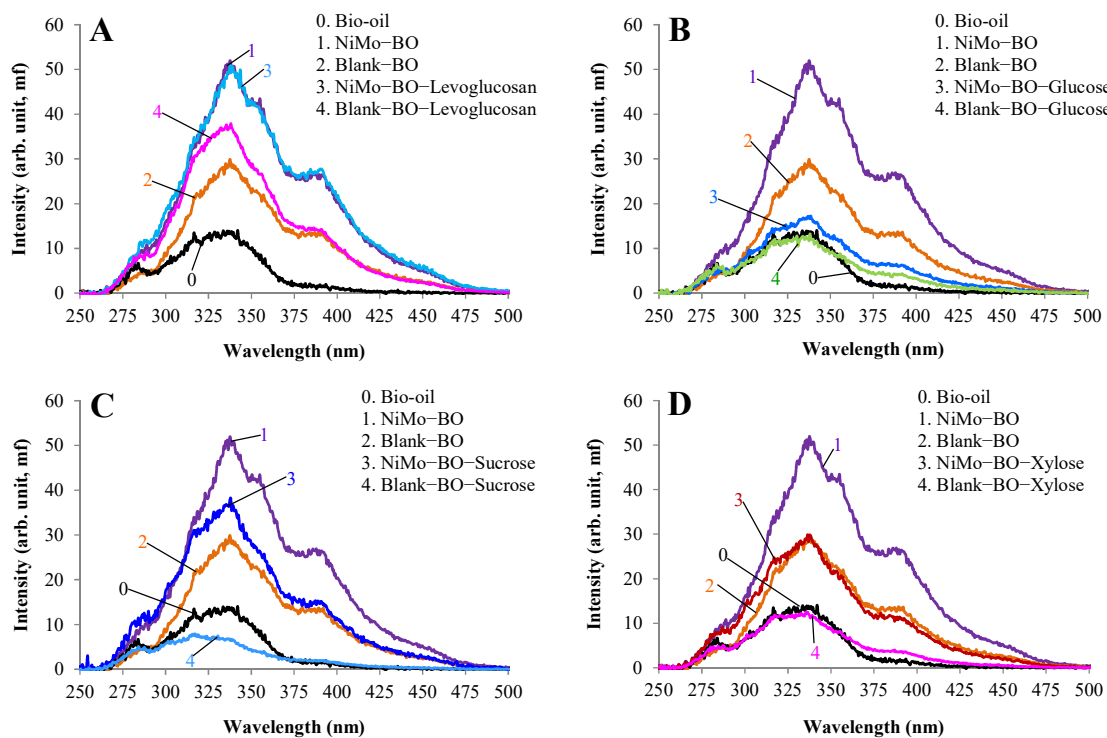 A
0. Bio-oil
1. NiMo−BO
2. Blank−BO
3. NiMo−BO−Levoglucosan
4. Blank−BO−Levoglucosan
Intensity (arb. unit, mf)
60
50
40
30
20
10
0
1
3
4
2
0
250 275 300 325 350 375 400 425 450 475 500
Wavelength (nm)
B
0. Bio-oil
1. NiMo−BO
2. Blank−BO
3. NiMo−BO−Glucose
4. Blank−BO−Glucose
Intensity (arb. unit, mf)
60
50
40
30
20
10
0
1
2
3
4
0
250 275 300 325 350 375 400 425 450 475 500
Wavelength (nm)
C
0. Bio-oil
1. NiMo−BO
2. Blank−BO
3. NiMo−BO−Sucrose
4. Blank−BO−Sucrose
Intensity (arb. unit, mf)
60
50
40
30
20
10
0
1
3
2
0
4
250 275 300 325 350 375 400 425 450 475 500
Wavelength (nm)
D
0. Bio-oil
1. NiMo−BO
2. Blank−BO
3. NiMo−BO−Xylose
4. Blank−BO−Xylose
Intensity (arb. unit, mf)
60
50
40
30
20
10
0
1
3
0
2
4
250 275 300 325 350 375 400 425 450 475 500
Wavelength (nm)